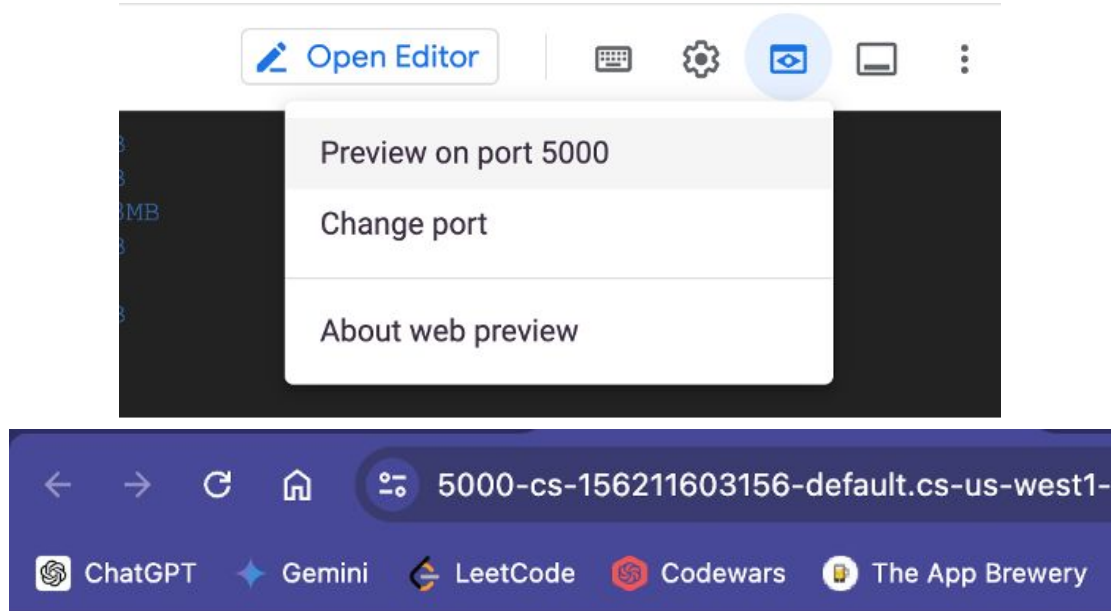 Open Editor
B
Preview on port 5000
B
MB
Change port
B
B
About web preview
5000-cs-156211603156-default.cs-us-west1-
ChatGPT Gemini LeetCode Codewars The App Brewery